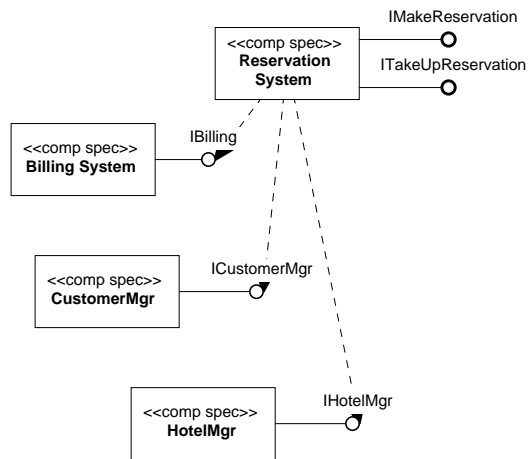 IMakeReservation
<<comp spec>>
Reservation
System
ITakeUpReservation
IBilling
<<comp spec>>
Billing System
ICustomerMgr
<<comp spec>>
CustomerMgr
IHotelMgr
<<comp spec>>
HotelMgr